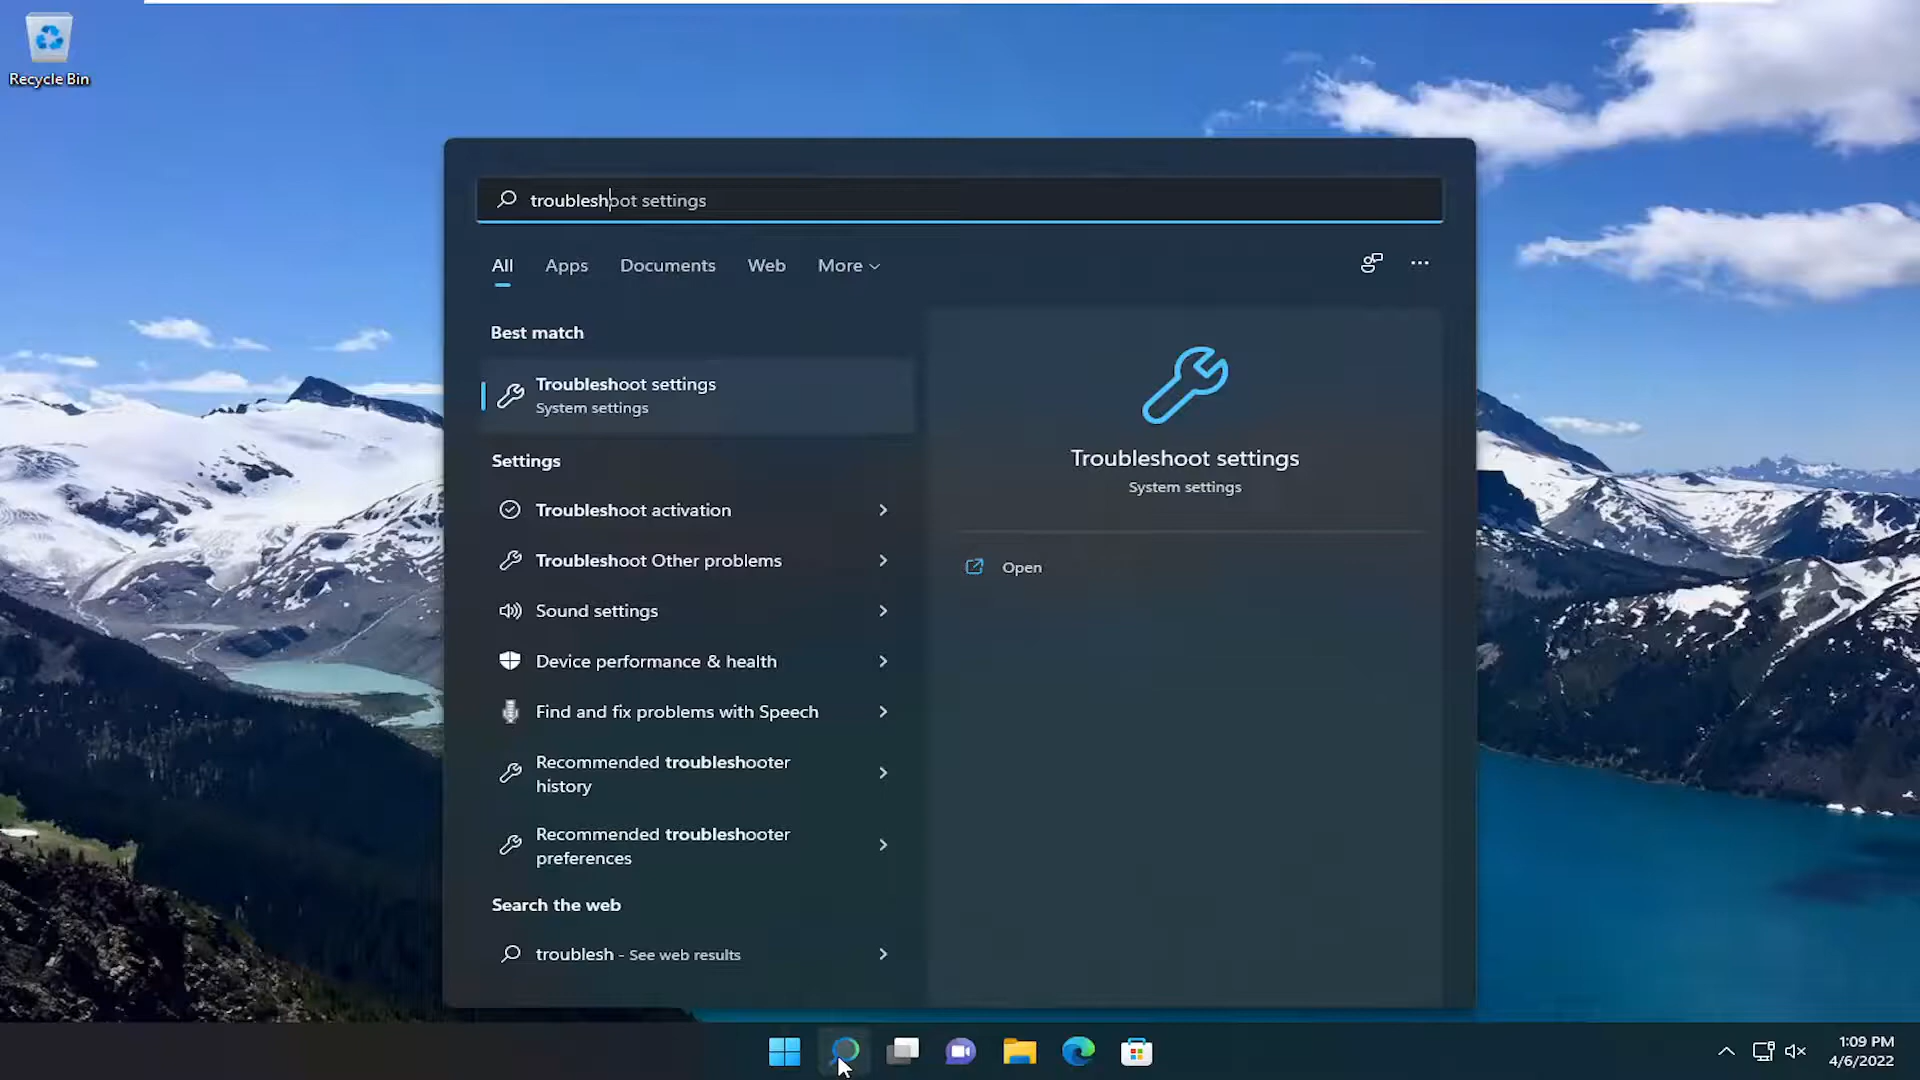 Recycle Bin
troubleshoot settings
All Apps Documents Web More
Best match
Troubleshoot settings
System settings
Settings
Troubleshoot activation
Troubleshoot Other problems
Sound settings
Device performance & health
Find and fix problems with Speech
Recommended troubleshooter
history
Recommended troubleshooter
preferences
Search the web
troublesh - See web results
Troubleshoot settings
System settings
Open
1:09 PM
4/6/2022